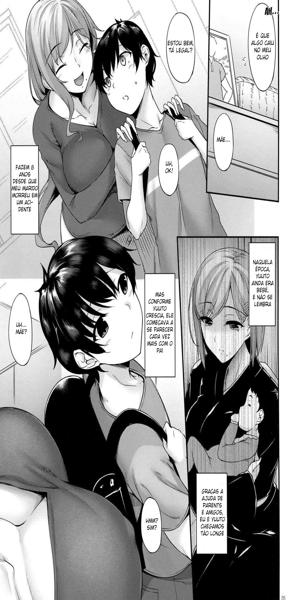 É QUE
ALGO CAIU
NO MEU
OLHO
ESTOU BEM,
TÁ LEGAL?
MÃE...
UH,
OK!
FAZEM 8
ANOS
DESDE QUE
MEU MARIDO
MORREU EM
UM ACI-
DENTE
NAQUELA
ÉPOCA,
YUUTO
AINDA ERA
BEBÊ,
E NÃO SE
LEMBRA
MAS CONFORME
YUUTO
CRESCIA, ELE
COMEÇAVA A
SE PARECER
CADA VEZ
MAIS COM O
PAI
UH...
MÃE?
GRAÇAS A
AJUDA DE
PARENTS
E AMIGOS,
EU E YUUTO
CHEGAMOS
TÃO LONGE
HMM?
SIM?